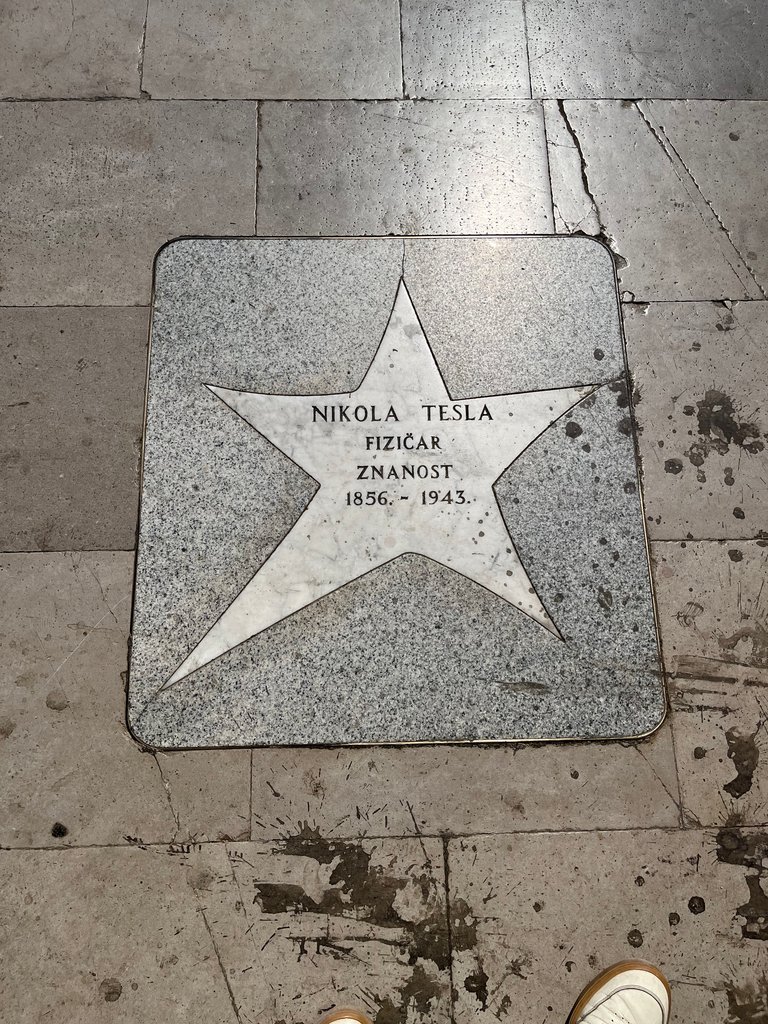 NIKOLA TESLA
FIZIČAR
ZNANOST
1856. - 1943.